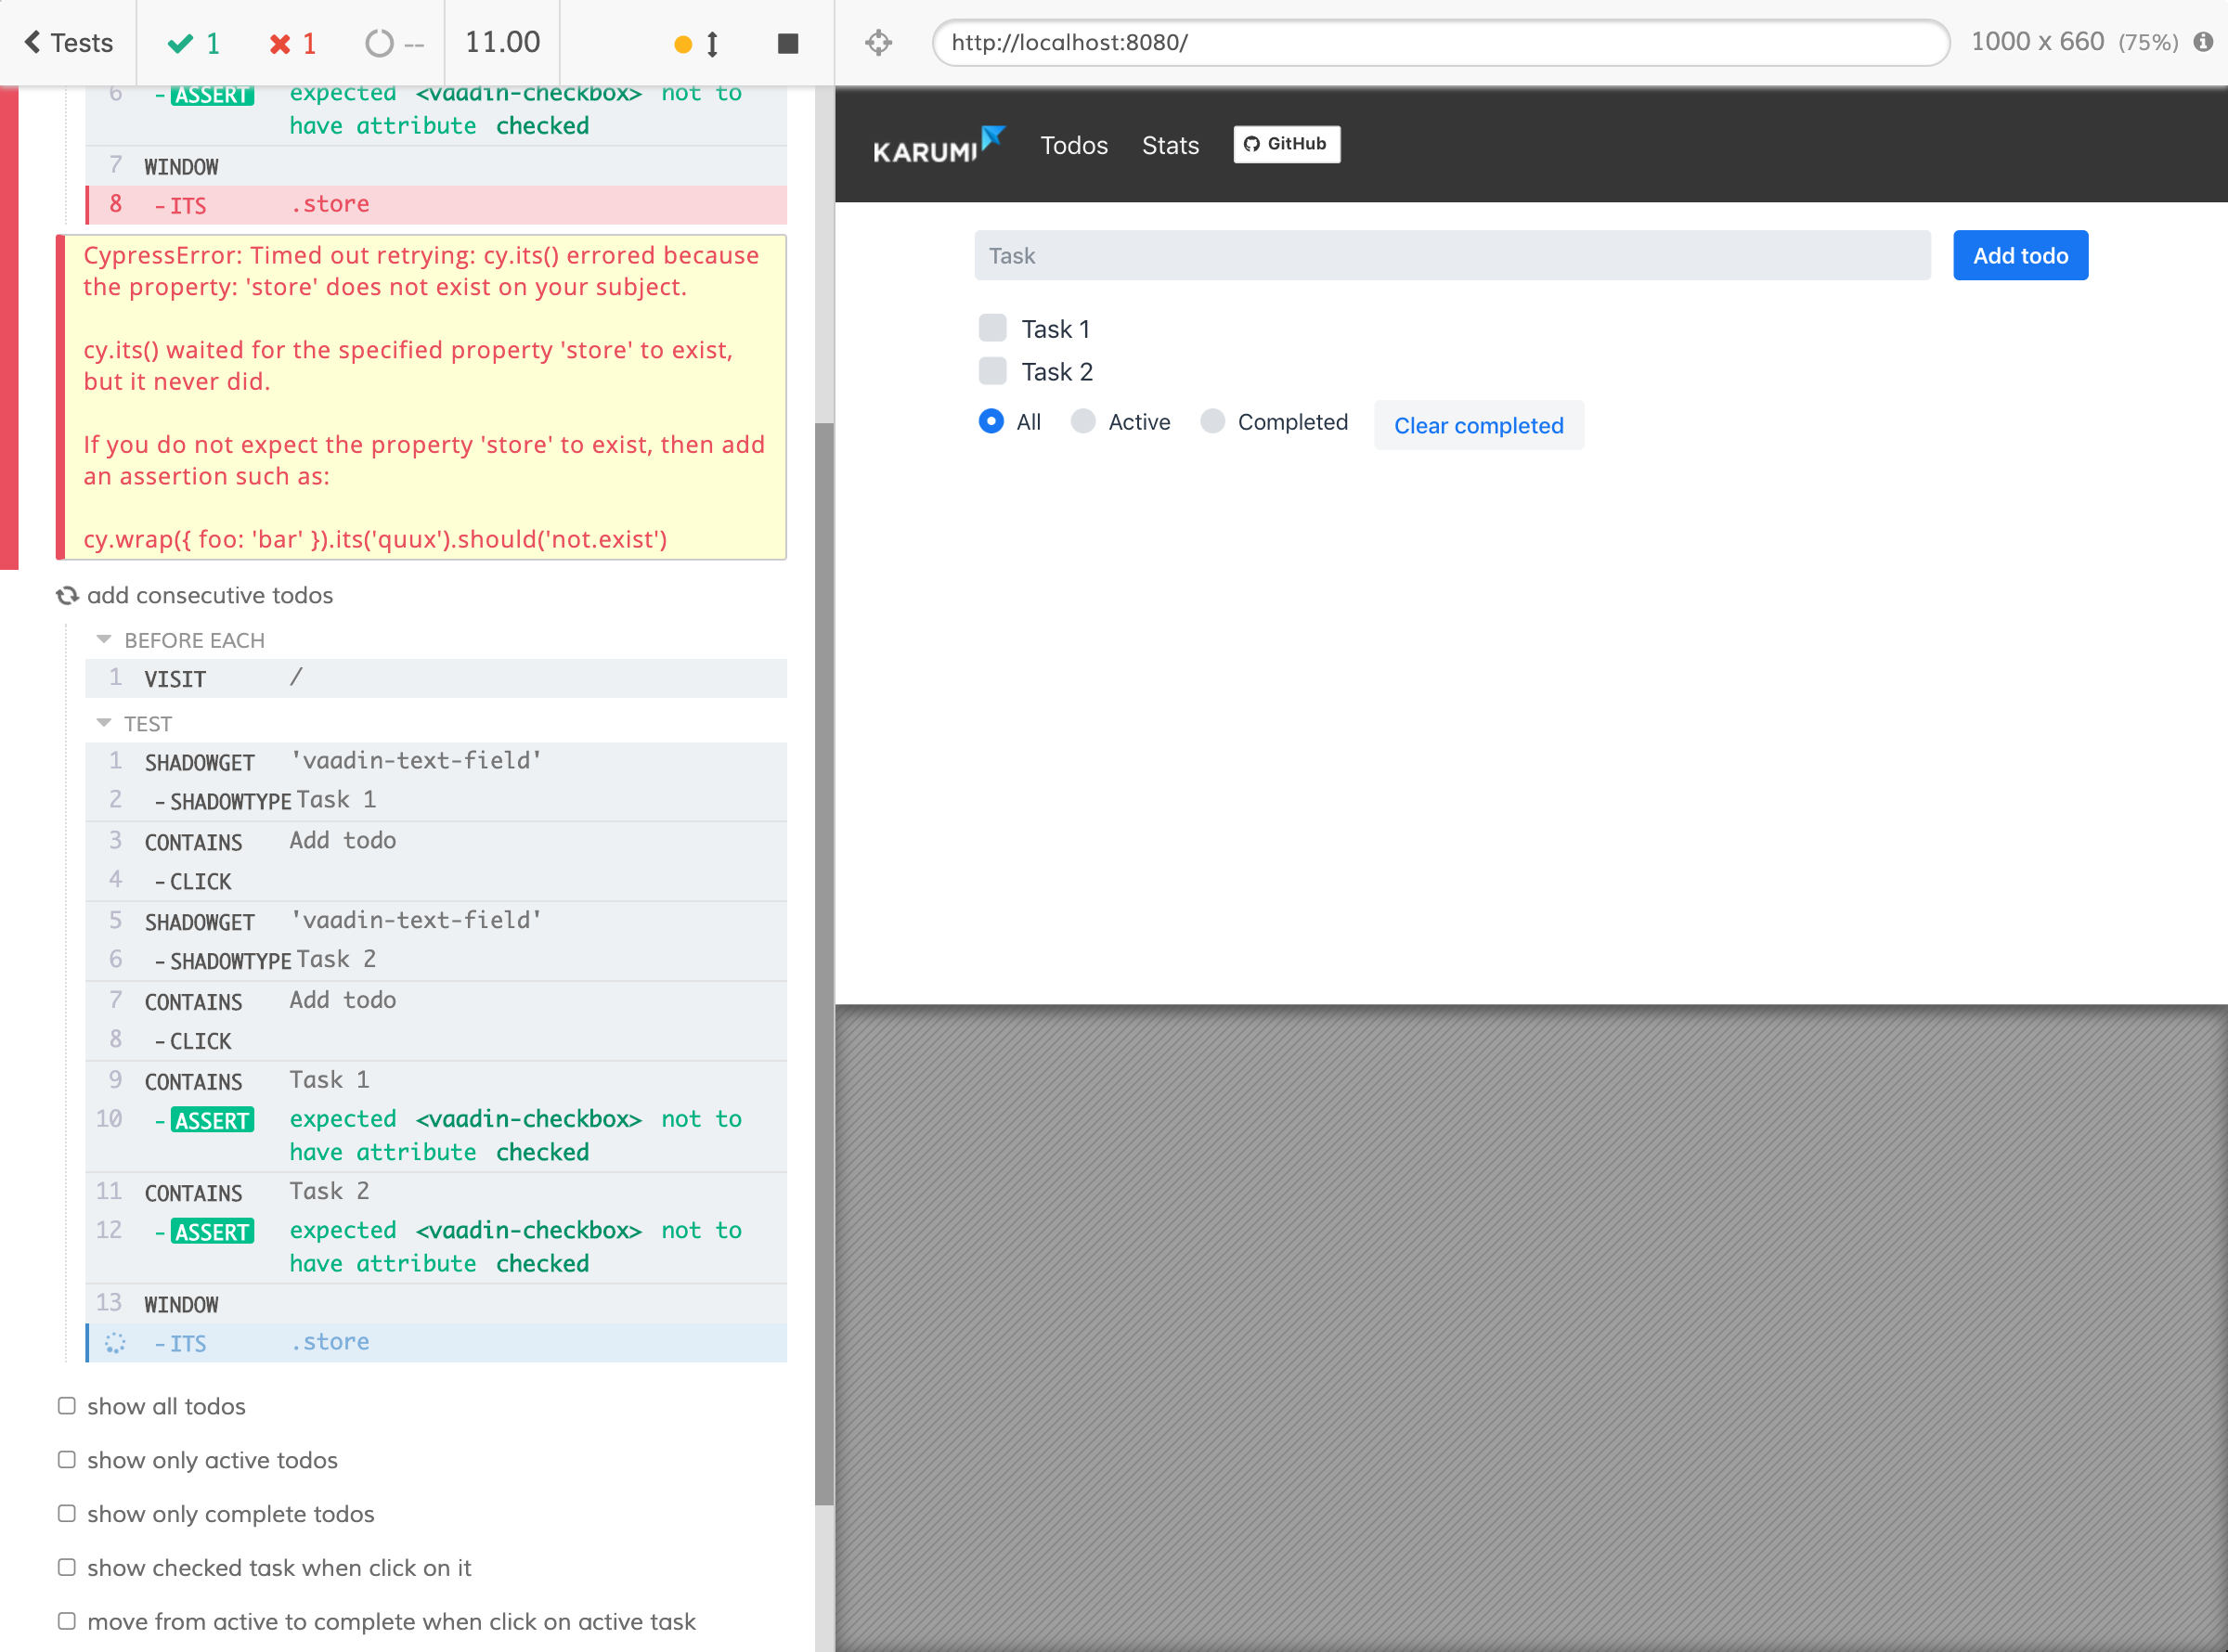 Tests
1
1
--
11.00
http://localhost:8080/
1000 x 660 (75%)
6 - ASSERT expected <vaadin-checkbox> not to
have attribute checked
7 WINDOW
8 - ITS .store
CypressError: Timed out retrying: cy.its() errored because
the property: 'store' does not exist on your subject.
cy.its() waited for the specified property 'store' to exist,
but it never did.
If you do not expect the property 'store' to exist, then add
an assertion such as:
cy.wrap({ foo: 'bar' }).its('quux').should('not.exist')
add consecutive todos
BEFORE EACH
1 VISIT /
TEST
1 SHADOWGET 'vaadin-text-field'
2 - SHADOWTYPE Task 1
3 CONTAINS Add todo
4 - CLICK
5 SHADOWGET 'vaadin-text-field'
6 - SHADOWTYPE Task 2
7 CONTAINS Add todo
8 - CLICK
9 CONTAINS Task 1
10 - ASSERT expected <vaadin-checkbox> not to
have attribute checked
11 CONTAINS Task 2
12 - ASSERT expected <vaadin-checkbox> not to
have attribute checked
13 WINDOW
- ITS .store
show all todos
show only active todos
show only complete todos
show checked task when click on it
move from active to complete when click on active task
KARUMI Todos Stats GitHub
Task Add todo
Task 1
Task 2
All Active Completed Clear completed